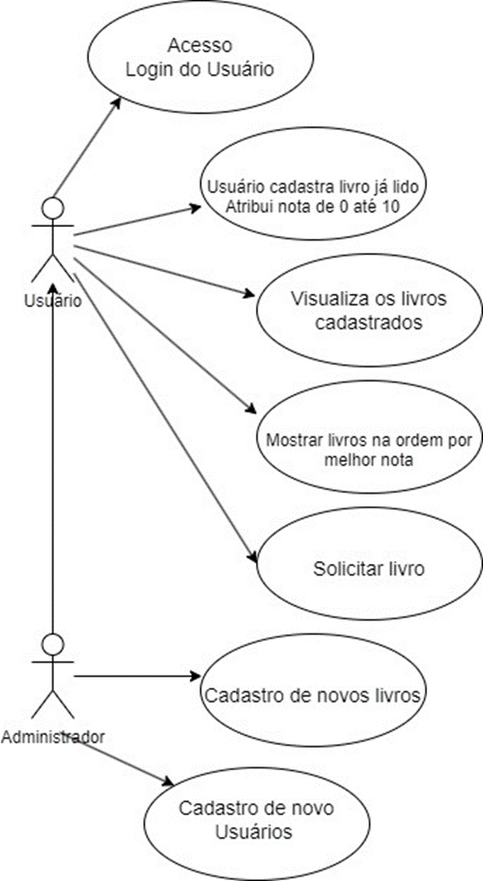 Acesso
Login do Usuário
Usuário cadastra livro já lido
Atribui nota de 0 até 10
Visualiza os livros
cadastrados
Usuário
Mostrar livros na ordem por
melhor nota
Solicitar livro
Cadastro de novos livros
Administrador
Cadastro de novo
Usuários